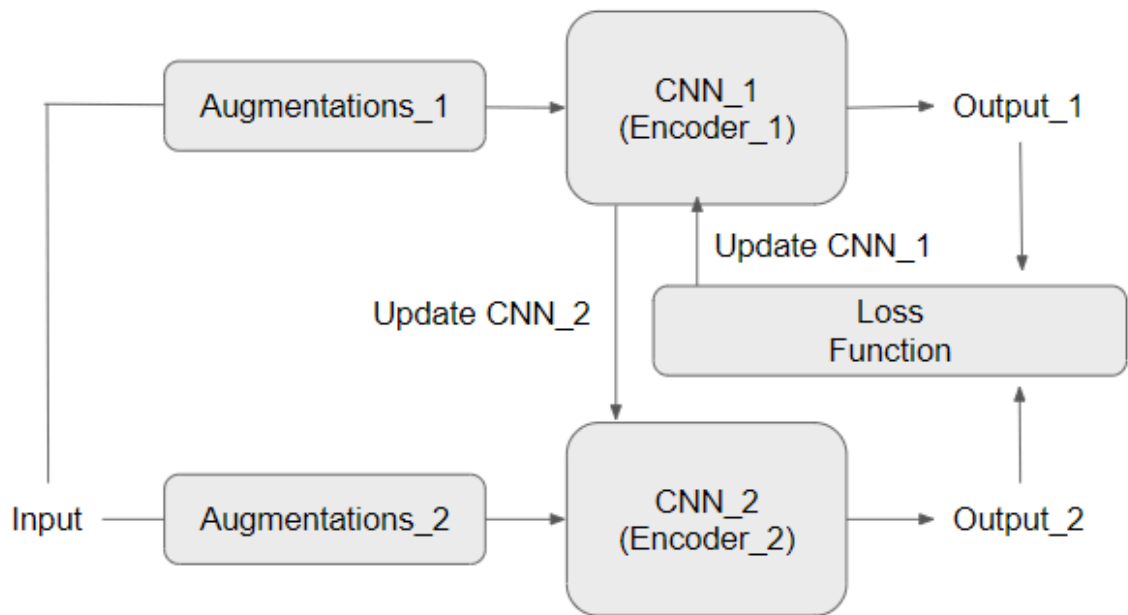 Augmentations_1
CNN_1
(Encoder_1)
Output_1
Update CNN_1
Update CNN_2
Loss
Function
Input
Augmentations_2
CNN_2
(Encoder_2)
Output_2